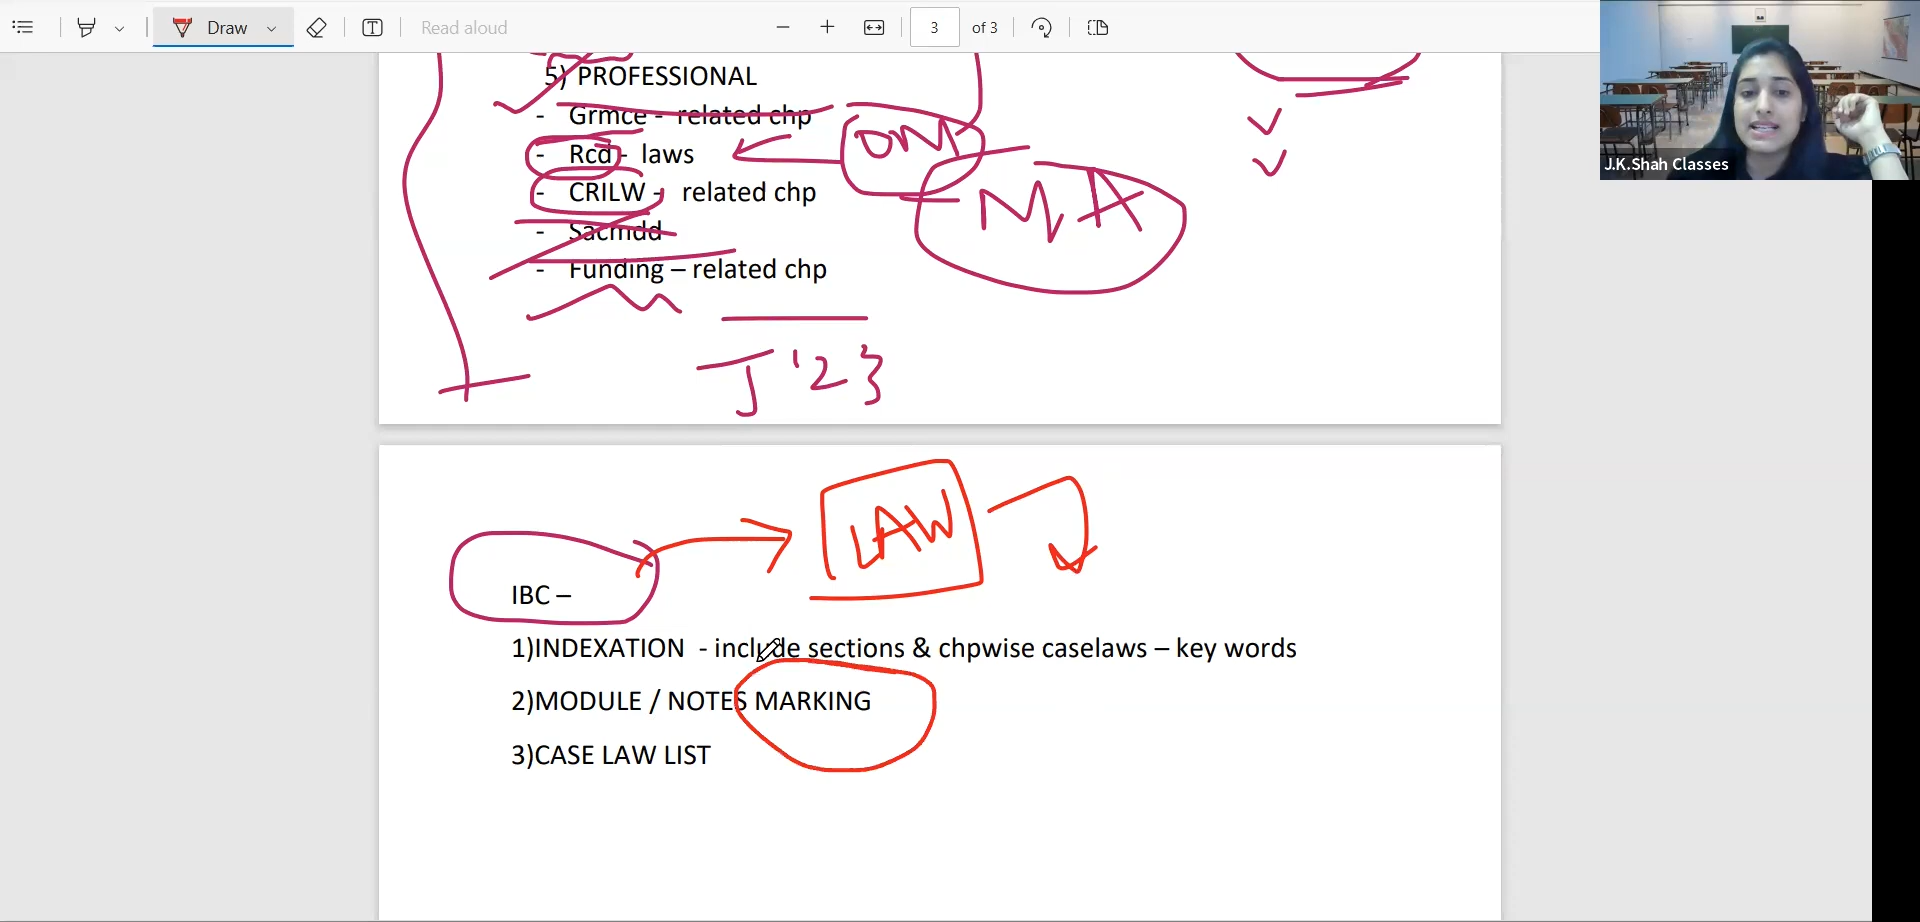 Draw
Read aloud
3 of 3
J.K.Shah Classes
5) PROFESSIONAL
- Grmce - related chp
- Rcd - laws
- CRILW - related chp
- Sacmdd
- Funding – related chp
OM
M, A
J '23
LAW
IBC –
1)INDEXATION - include sections & chpwise caselaws – key words
2)MODULE / NOTES MARKING
3)CASE LAW LIST